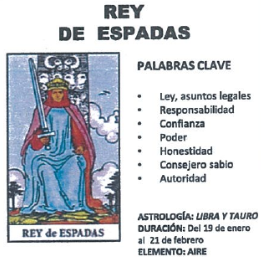 REY
DE ESPADAS
PALABRAS CLAVE
• Ley, asuntos legales
• Responsabilidad
• Confianza
• Poder
• Honestidad
• Consejero sabio
• Autoridad
REY de ESPADAS
ASTROLOGÍA: LIBRA Y TAURO
DURACIÓN: Del 19 de enero
al 21 de febrero
ELEMENTO: AIRE